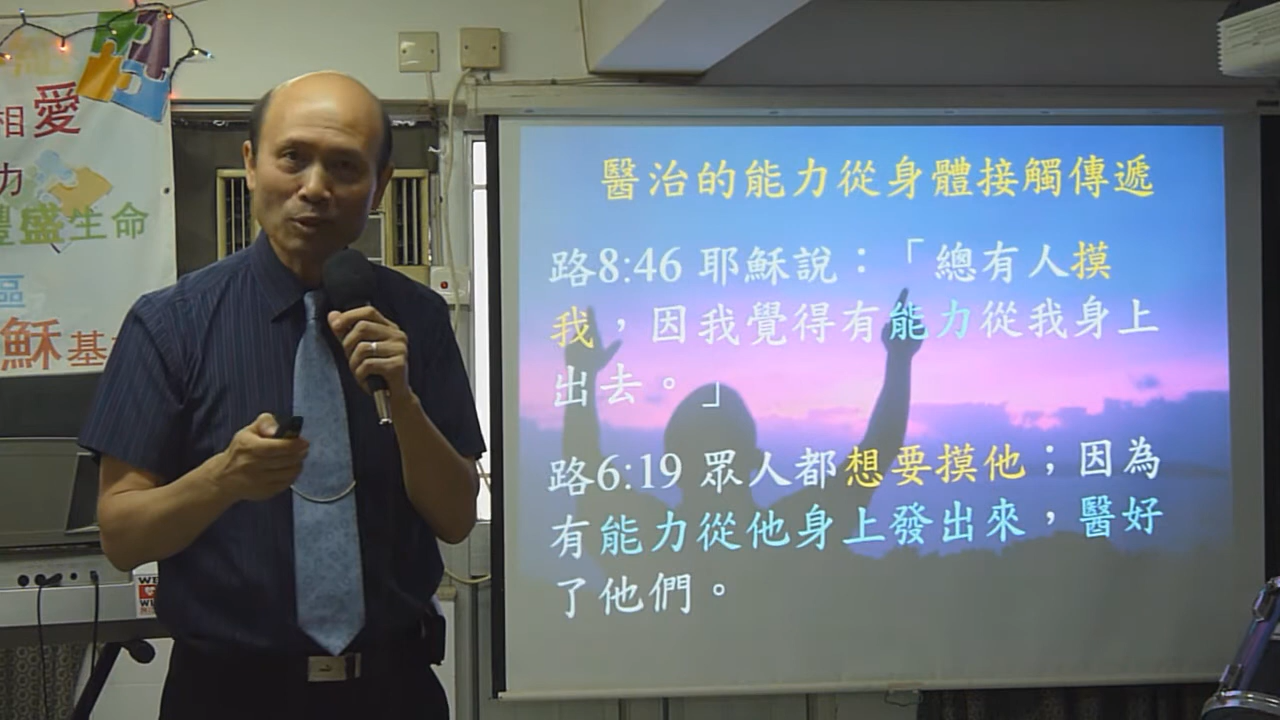 相愛
力
豐盛生命
區
穌基
醫治的能力從身體接觸傳遞
路8:46 耶穌說：「總有人摸
我，因我覺得有能力從我身上
出去。」
路6:19 眾人都想要摸他；因為
有能力從他身上發出來，醫好
了他們。
WE